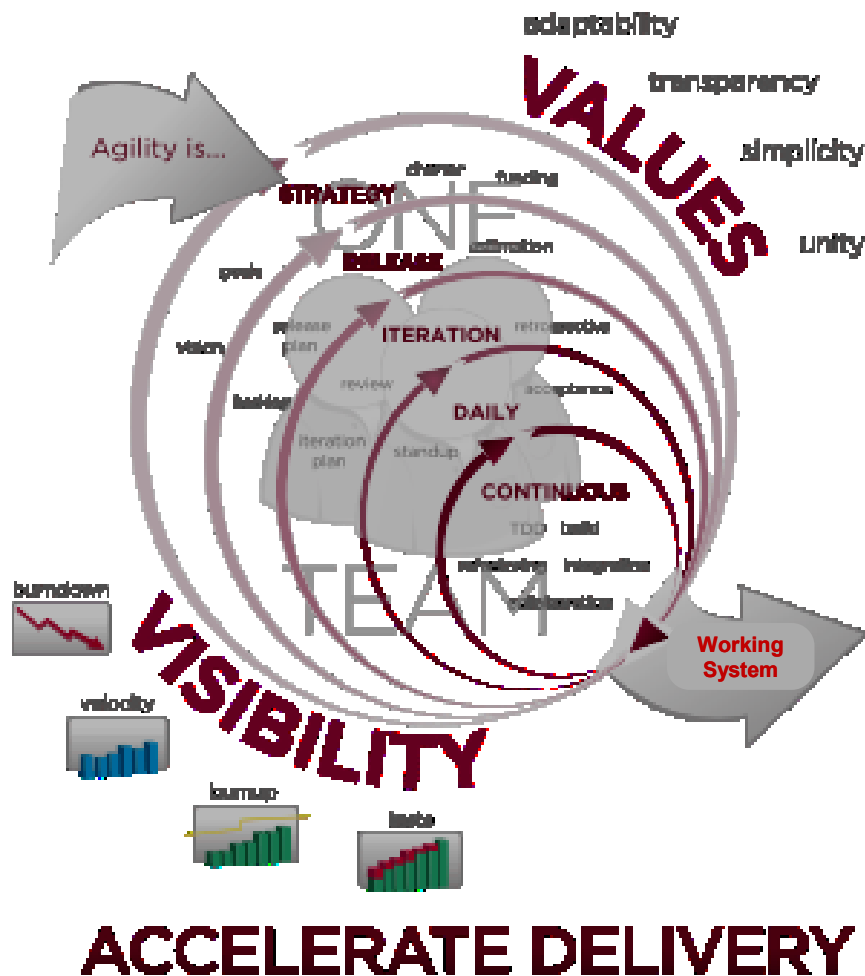 adaptability
transparency
simplicity
unity
VALUES
Agility is...
ONE
STRATEGY
charter
funding
RELEASE
estimation
goals
vision
release
plan
ITERATION
retrospective
review
backlog
acceptance
DAILY
iteration
plan
standup
CONTINUOUS
TDD
build
refactoring
integration
collaboration
TEAM
Working
System
VISIBILITY
burndown
velocity
burnup
tests
ACCELERATE DELIVERY